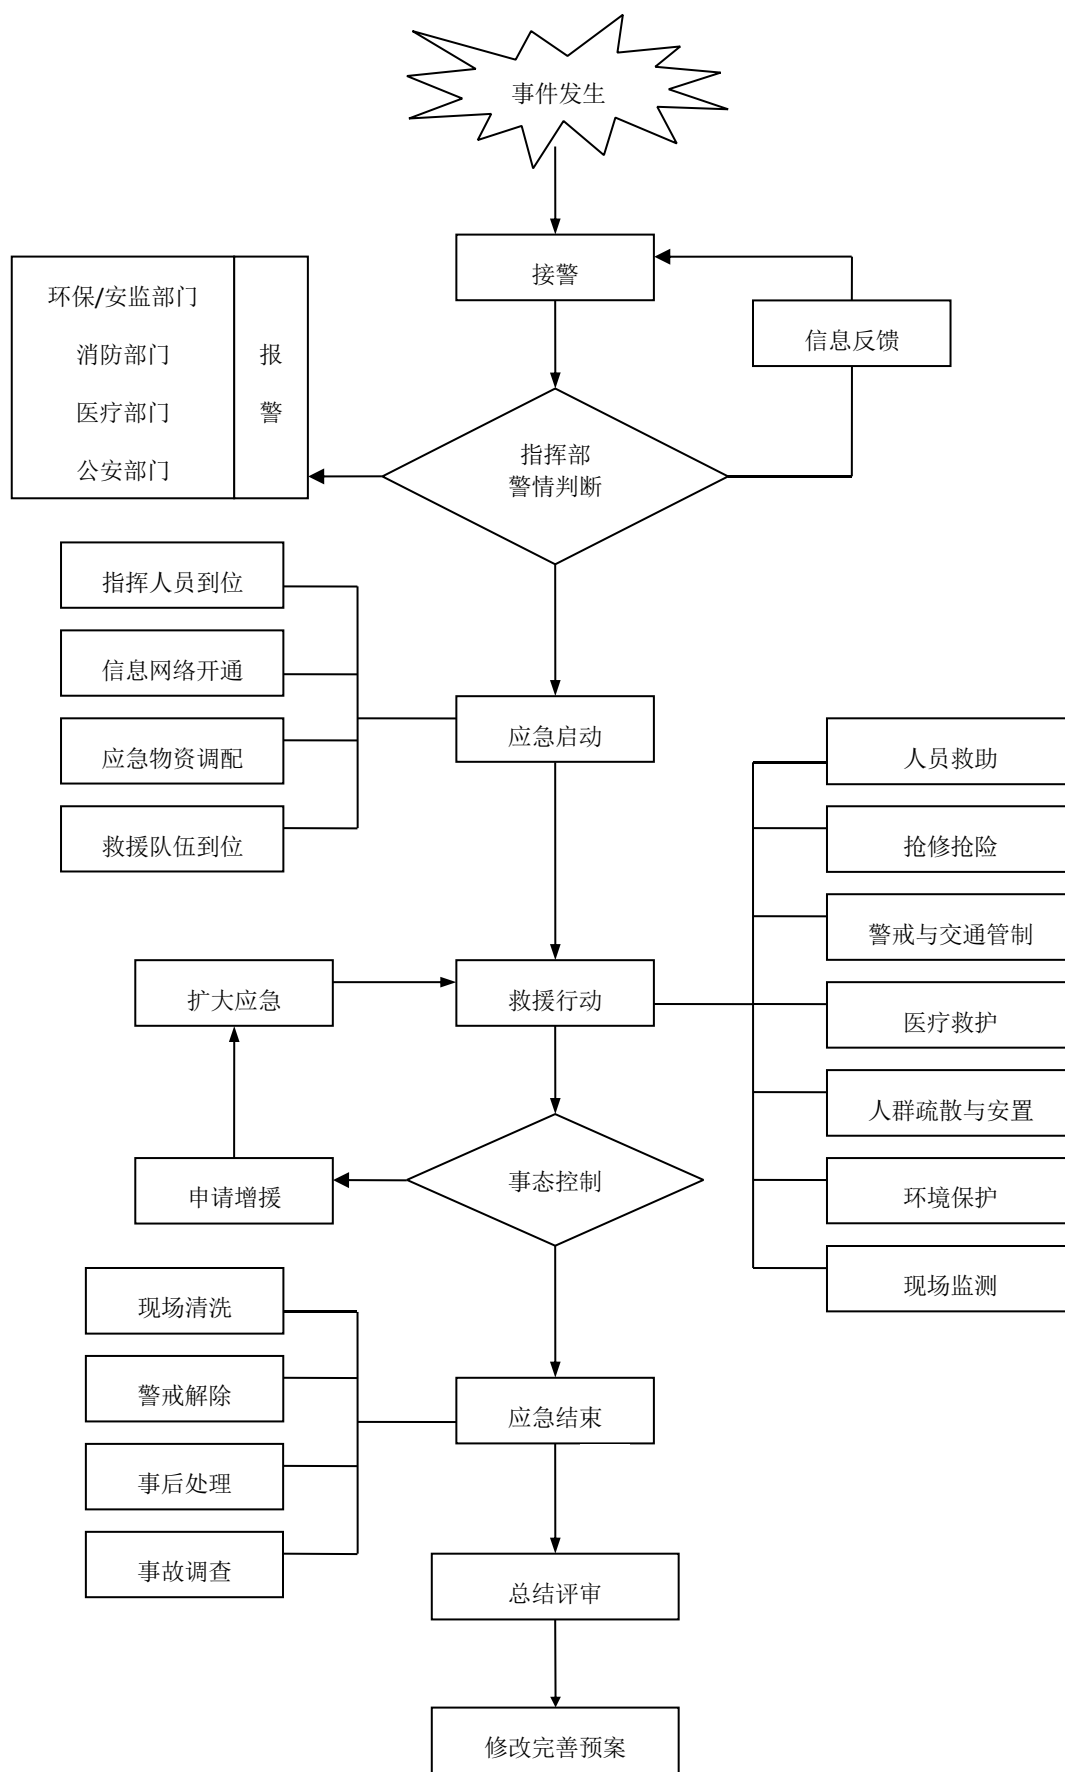 事件发生
接警
环保/安监部门
消防部门
医疗部门
公安部门
报
警
信息反馈
指挥部
警情判断
指挥人员到位
信息网络开通
应急物资调配
救援队伍到位
应急启动
人员救助
抢修抢险
警戒与交通管制
医疗救护
人群疏散与安置
环境保护
现场监测
扩大应急
救援行动
申请增援
事态控制
现场清洗
警戒解除
事后处理
事故调查
应急结束
总结评审
修改完善预案